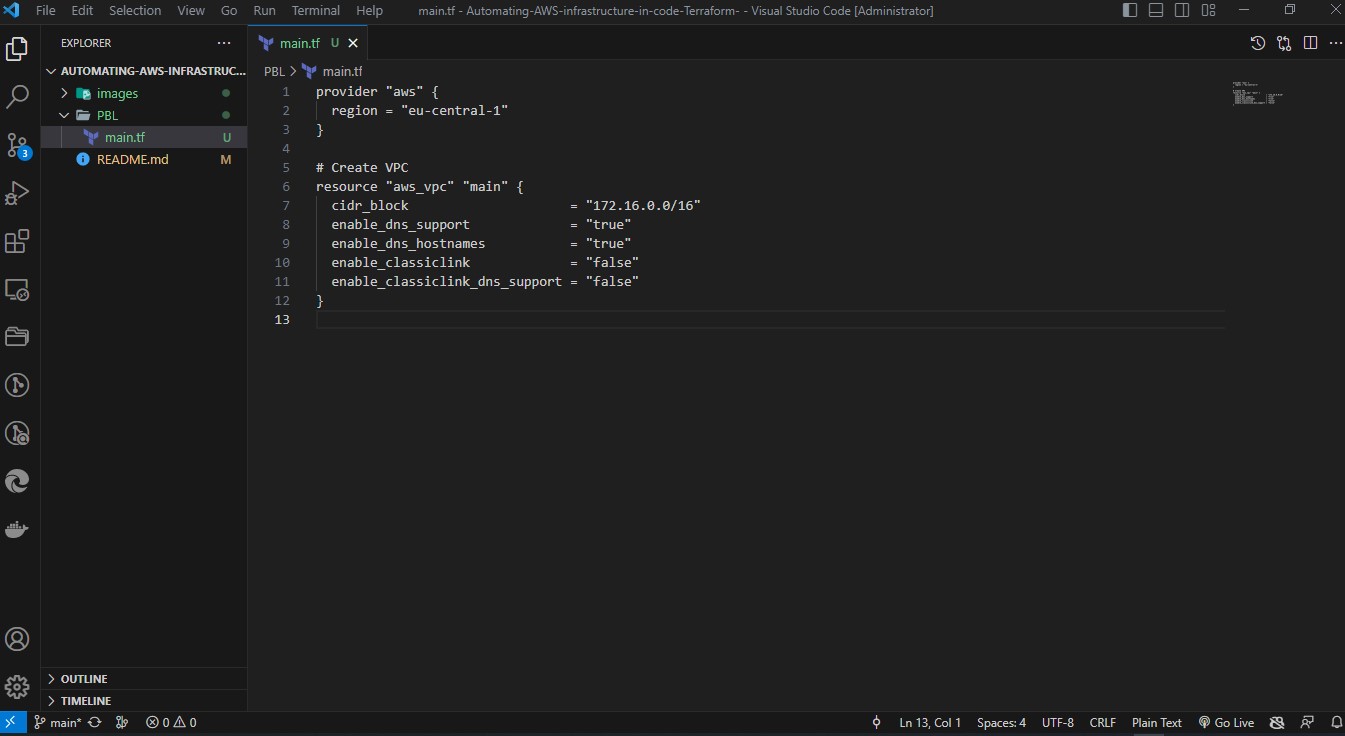 File Edit Selection View Go Run Terminal Help main.tf - Automating-AWS-infrastructure-in-code-Terraform- - Visual Studio Code [Administrator]
EXPLORER ···
main.tf U
AUTOMATING-AWS-INFRASTRUC...
PBL > main.tf
images
PBL
main.tf U
README.md M
3
1 provider "aws" {
2   region = "eu-central-1"
3 }
4
5 # Create VPC
6 resource "aws_vpc" "main" {
7   cidr_block                     = "172.16.0.0/16"
8   enable_dns_support             = "true"
9   enable_dns_hostnames           = "true"
10   enable_classiclink             = "false"
11   enable_classiclink_dns_support = "false"
12 }
13
OUTLINE
TIMELINE
main* 0 0 Ln 13, Col 1 Spaces: 4 UTF-8 CRLF Plain Text Go Live